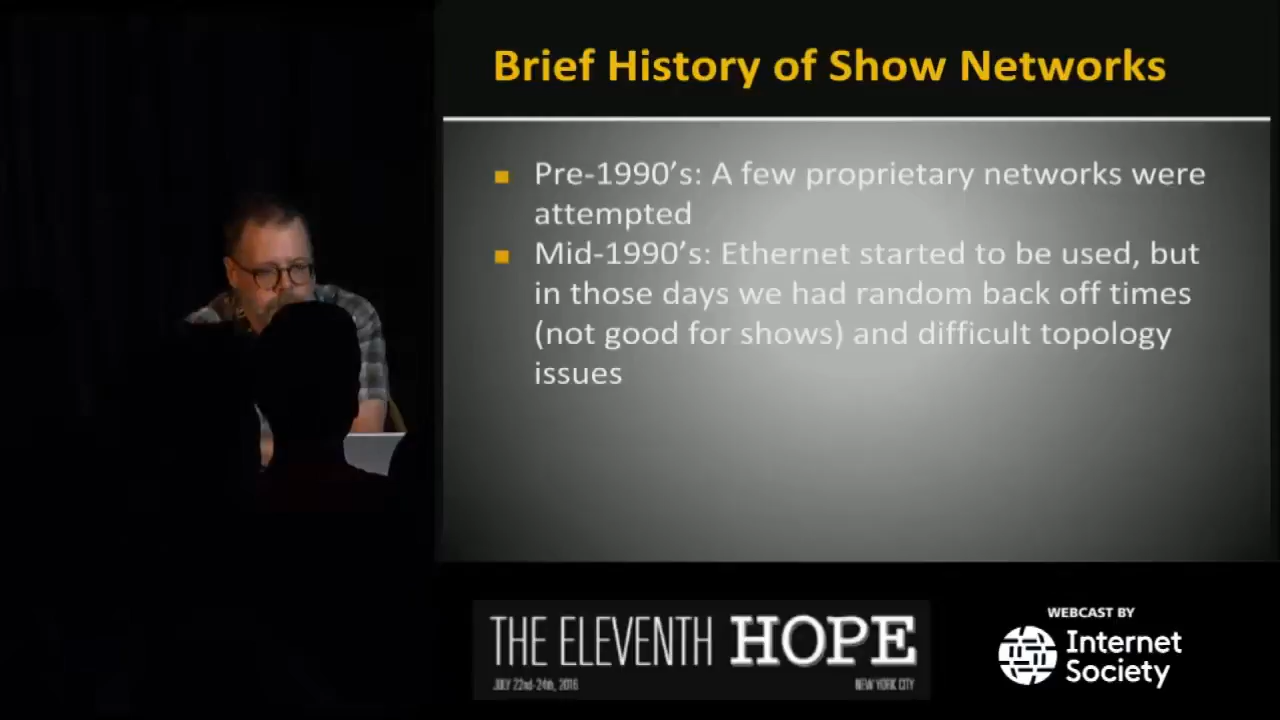 Brief History of Show Networks
Pre-1990's: A few proprietary networks were
attempted
Mid-1990's: Ethernet started to be used, but
in those days we had random back off times
(not good for shows) and difficult topology
issues
THE ELEVENTH HOPE
JULY 22nd-24th, 2016
NEW YORK CITY
WEBCAST BY
Internet
Society